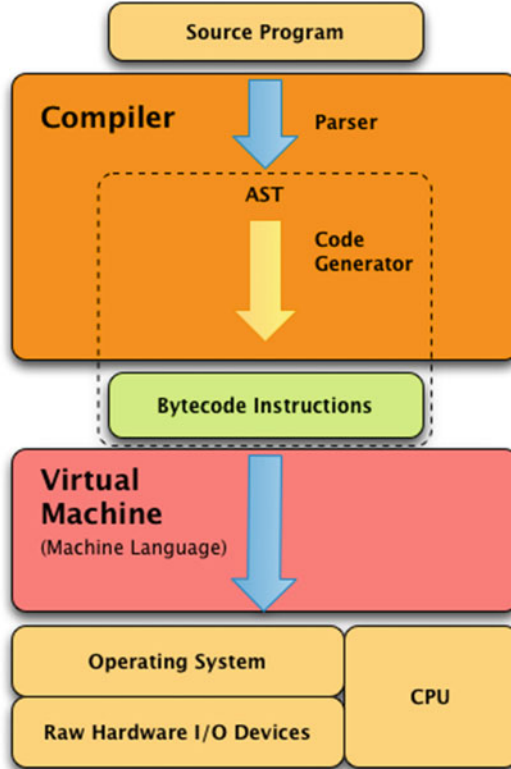 Source Program
Compiler
Parser
AST
Code
Generator
Bytecode Instructions
Virtual
Machine
(Machine Language)
Operating System
CPU
Raw Hardware I/O Devices